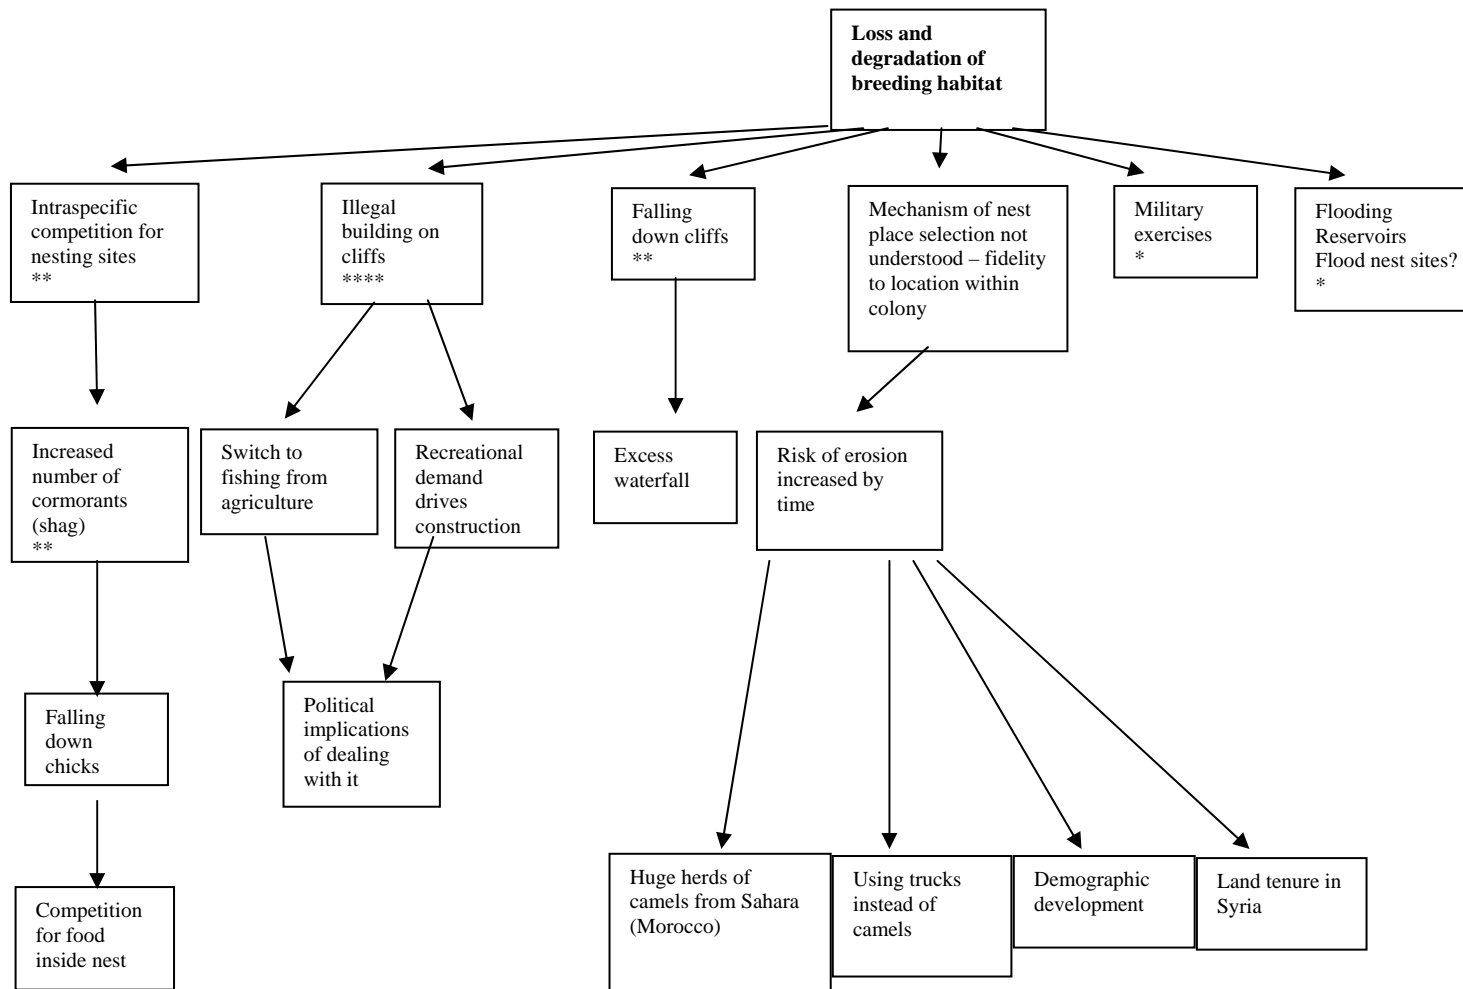 Loss and
degradation of
breeding habitat
Intraspecific
competition for
nesting sites
**
Illegal
building on
cliffs
****
Falling
down cliffs
**
Mechanism of nest
place selection not
understood – fidelity
to location within
colony
Military
exercises
*
Flooding
Reservoirs
Flood nest sites?
*
Increased
number of
cormorants
(shag)
**
Switch to
fishing from
agriculture
Recreational
demand
drives
construction
Excess
waterfall
Risk of erosion
increased by
time
Falling
down
chicks
Political
implications
of dealing
with it
Competition
for food
inside nest
Huge herds of
camels from Sahara
(Morocco)
Using trucks
instead of
camels
Demographic
development
Land tenure in
Syria